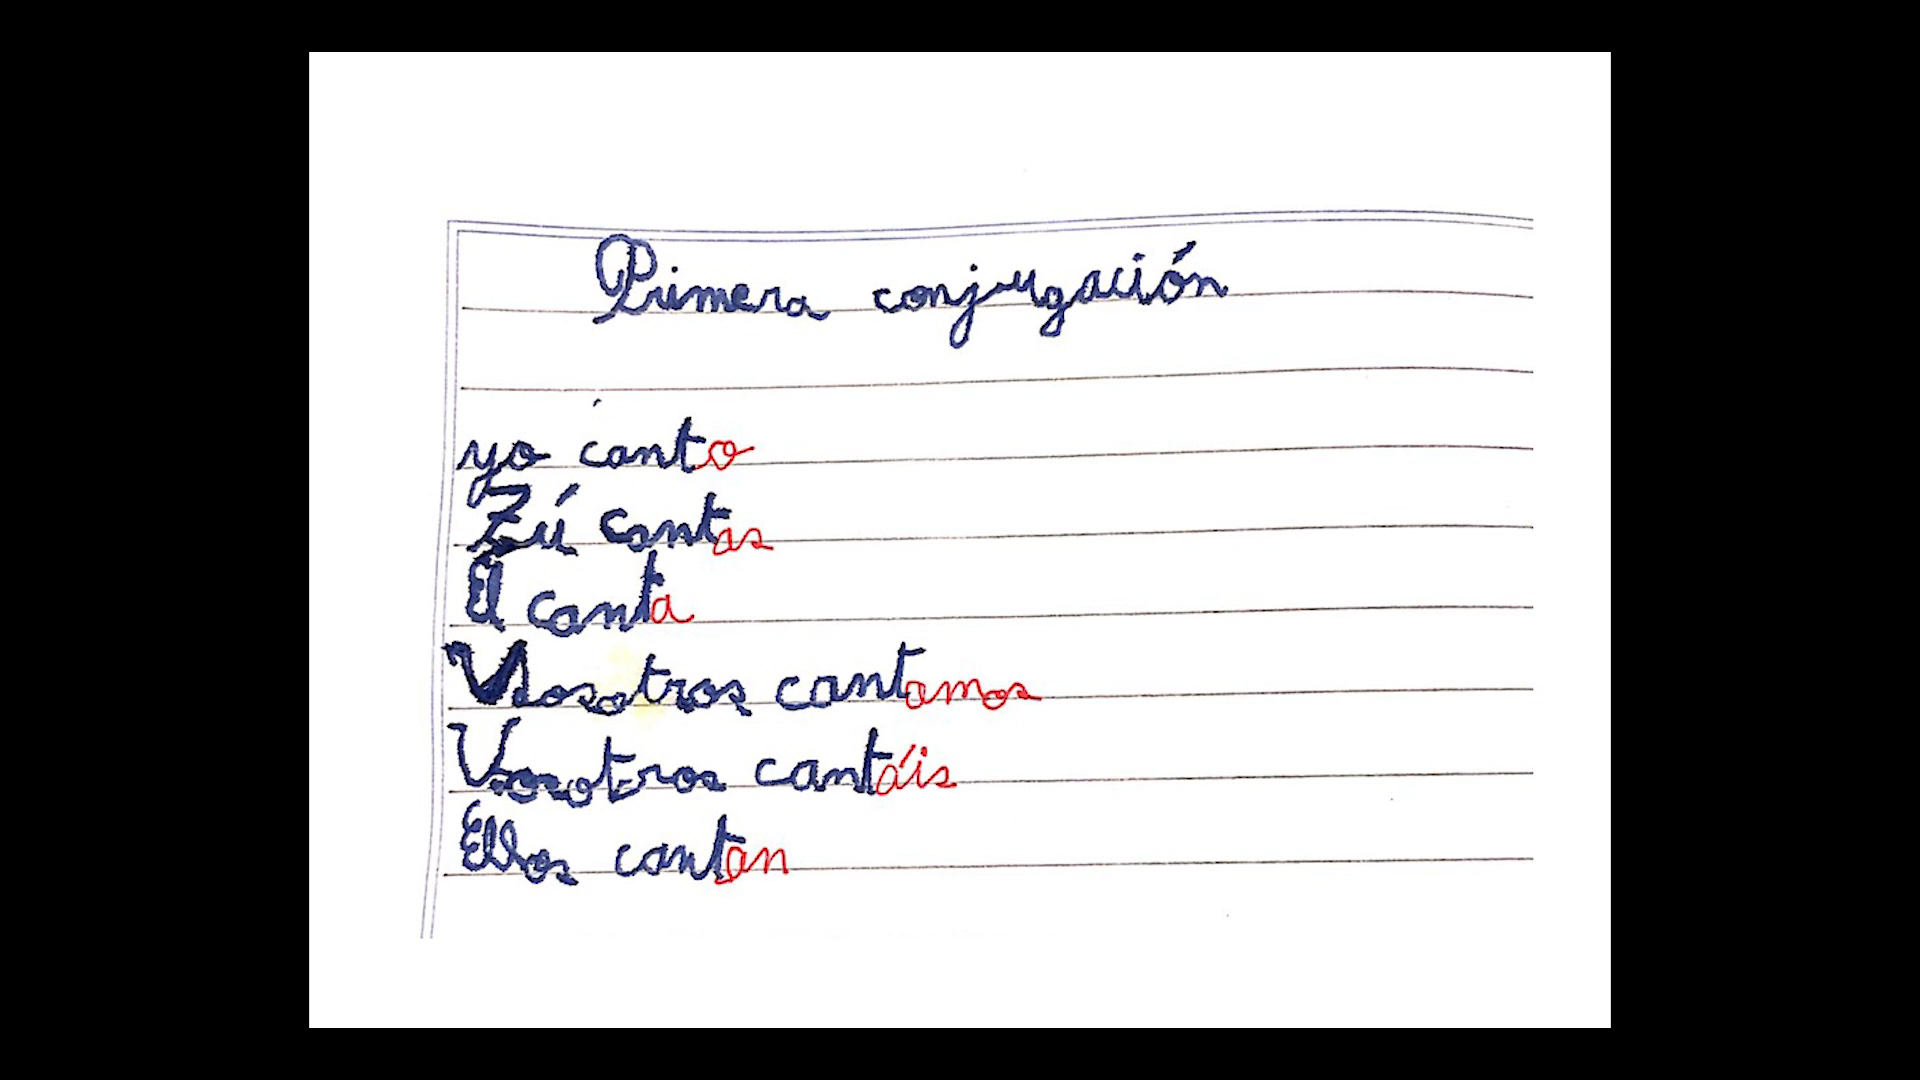 Primera conjugación
yo canto
Tú cantas
Él canta
Nosotros cantamos
Vosotros cantáis
Ellos cantan